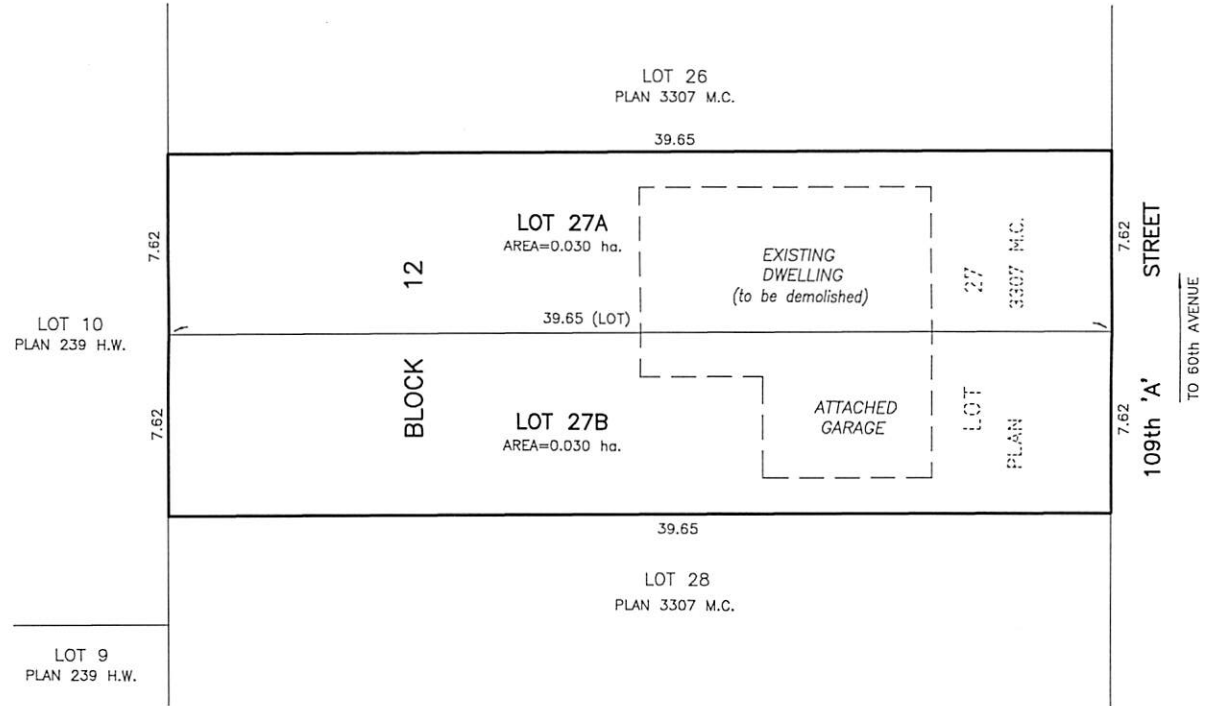 LOT 26
PLAN 3307 M.C.
39.65
7.62
LOT 27A
AREA=0.030 ha.
EXISTING
DWELLING
(to be demolished)
27
3307 M.C.
7.62
STREET
12
39.65 (LOT)
LOT 10
PLAN 239 H.W.
TO 60th AVENUE
7.62
BLOCK
LOT 27B
AREA=0.030 ha.
ATTACHED
GARAGE
LOT
PLAN
7.62
109th 'A'
39.65
LOT 28
PLAN 3307 M.C.
LOT 9
PLAN 239 H.W.